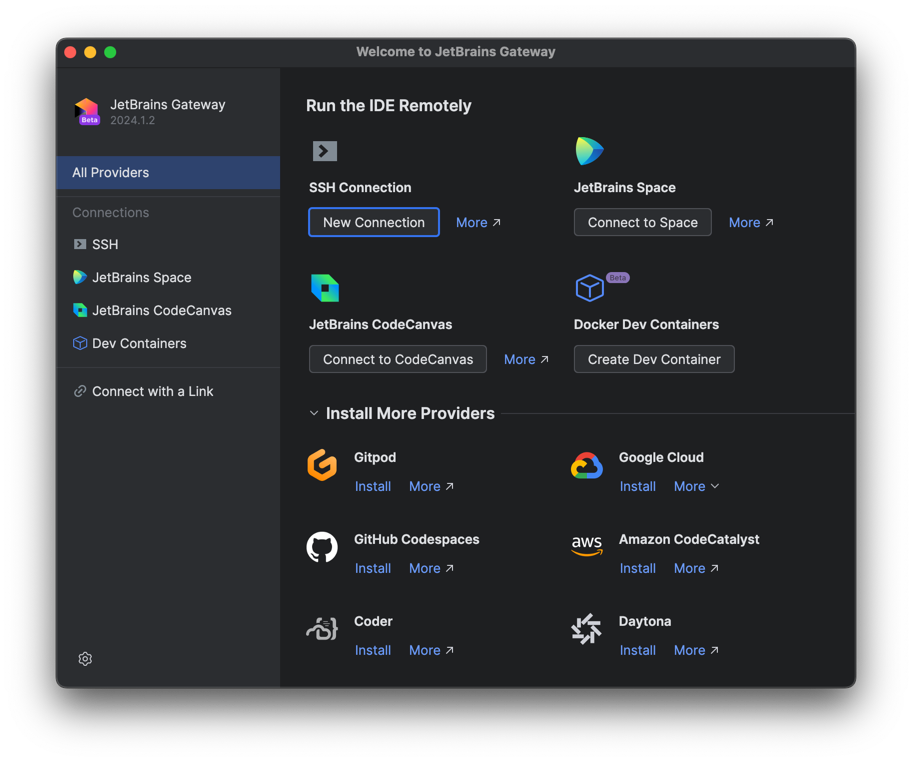 Welcome to JetBrains Gateway
JetBrains Gateway
Beta
2024.1.2
All Providers
Connections
SSH
JetBrains Space
JetBrains CodeCanvas
Dev Containers
Connect with a Link
Run the IDE Remotely
SSH Connection
New Connection More
JetBrains Space
Connect to Space More
JetBrains CodeCanvas
Connect to CodeCanvas More
Beta
Docker Dev Containers
Create Dev Container
Install More Providers
Gitpod
Install More
Google Cloud
Install More
GitHub Codespaces
Install More
aws
Amazon CodeCatalyst
Install More
Coder
Install More
Daytona
Install More